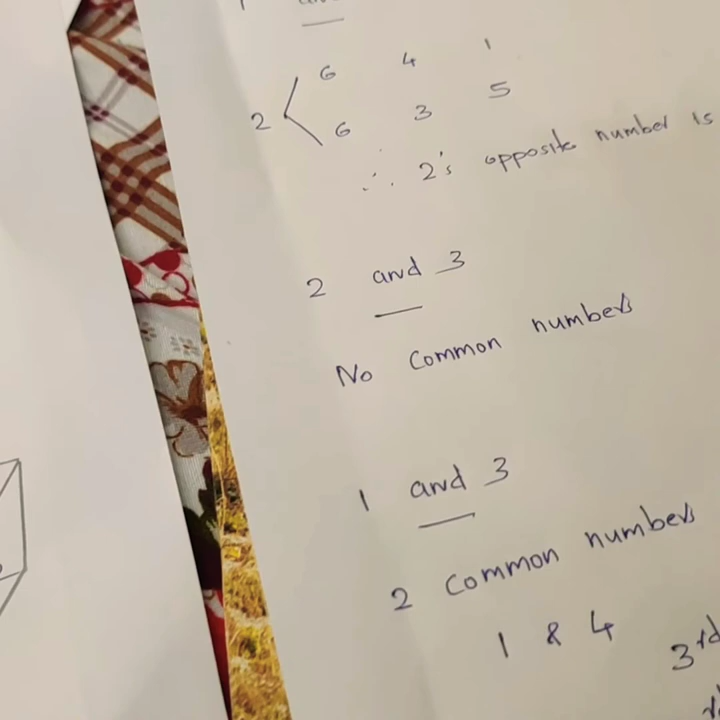 6 4 1
2
6 3 5
∴ 2's opposite number is
2 and 3
No Common numbers
1 and 3
2 Common numbers
1 & 4
3rd